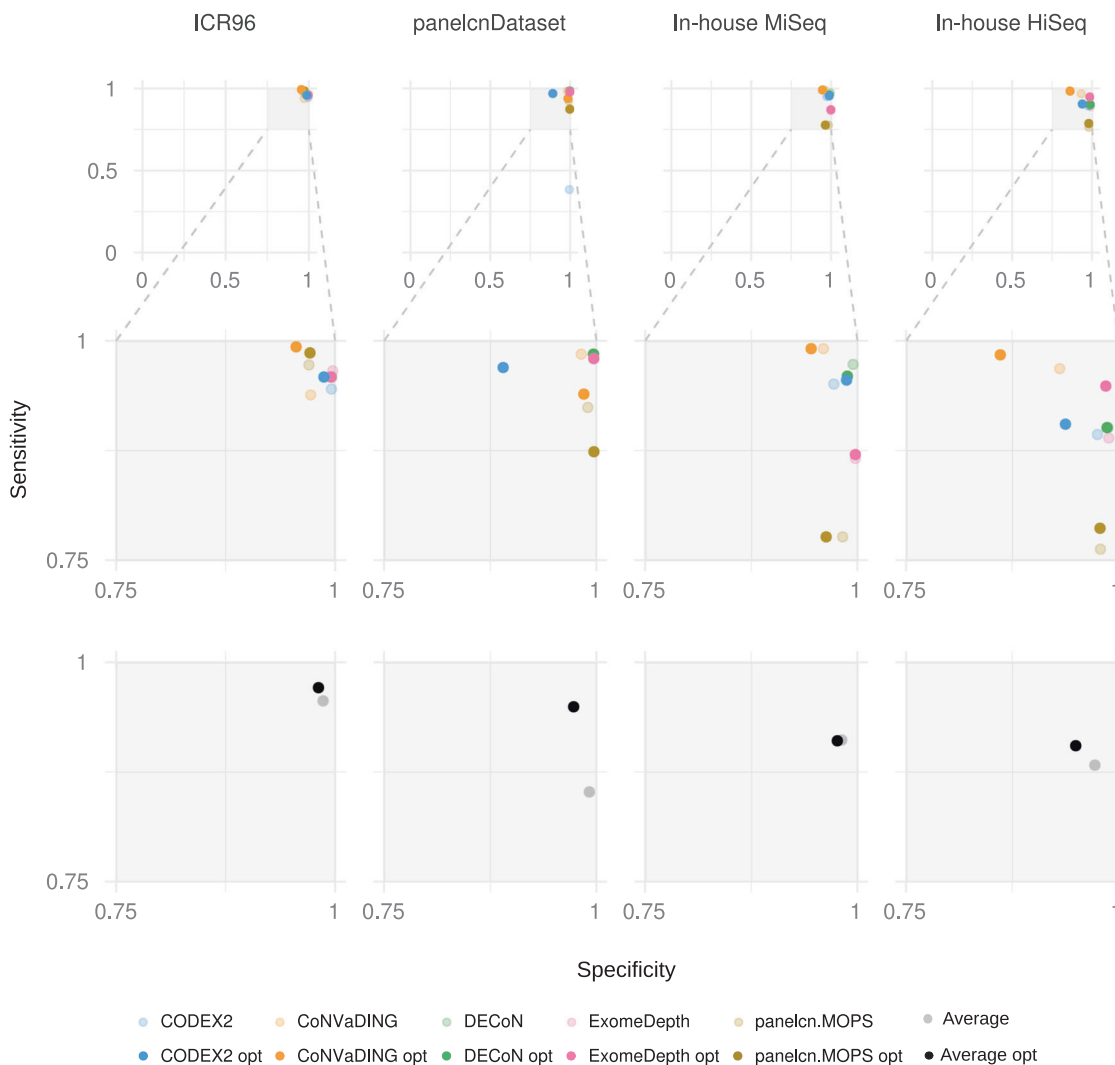 ICR96 panelcnDataset In-house MiSeq In-house HiSeq
1
0.5
0
0 0.5 1 0 0.5 1 0 0.5 1 0 0.5 1
1
Sensitivity
0.75
0.75 1 0.75 1 0.75 1 0.75 1
1
0.75
0.75 1 0.75 1 0.75 1 0.75 1
Specificity
CODEX2 CoNVaDING DECoN ExomeDepth panelcn.MOPS Average
CODEX2 opt CoNVaDING opt DECoN opt ExomeDepth opt panelcn.MOPS opt Average opt